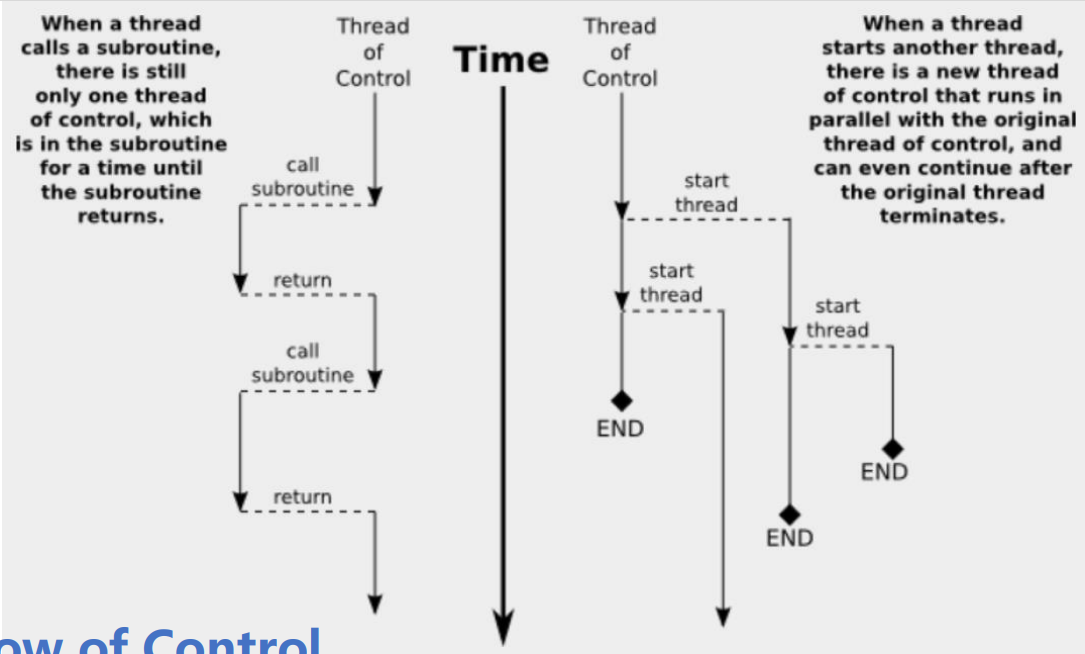 When a thread
calls a subroutine,
there is still
only one thread
of control, which
is in the subroutine
for a time until
the subroutine
returns.
Thread
of
Control
call
subroutine
return
call
subroutine
return
Time
Thread
of
Control
start
thread
start
thread
start
thread
END
END
END
When a thread
starts another thread,
there is a new thread
of control that runs in
parallel with the original
thread of control, and
can even continue after
the original thread
terminates.
of Control